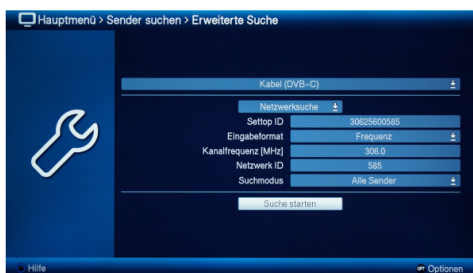 Hauptmenü > Sender suchen > Erweiterte Suche
Kabel (DVB-C)
Netzwerksuche
Settop ID 30625600585
Eingabeformat Frequenz
Kanalfrequenz [MHz] 306.0
Netzwerk ID 585
Suchmodus Alle Sender
Suche starten
Hilfe OPT Optionen